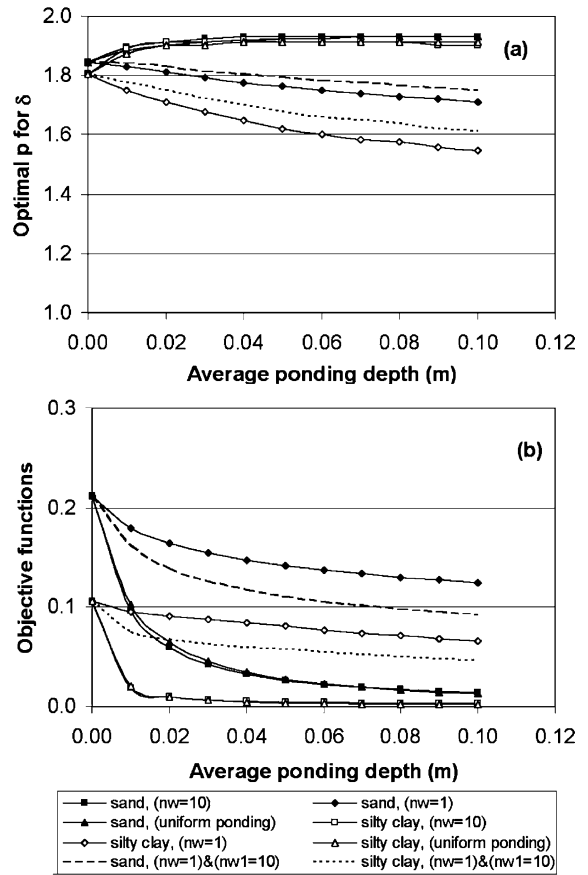 2.0
(a)
1.8
1.6
1.4
1.2
1.0
Optimal p for δ
0.00 0.02 0.04 0.06 0.08 0.10 0.12
Average ponding depth (m)
0.3
(b)
0.2
0.1
0.0
Objective functions
0.00 0.02 0.04 0.06 0.08 0.10 0.12
Average ponding depth (m)
sand, (nw=10) sand, (nw=1)
sand, (uniform ponding) silty clay, (nw=10)
silty clay, (nw=1) silty clay, (uniform ponding)
sand, (nw=1)&(nw1=10) silty clay, (nw=1)&(nw1=10)